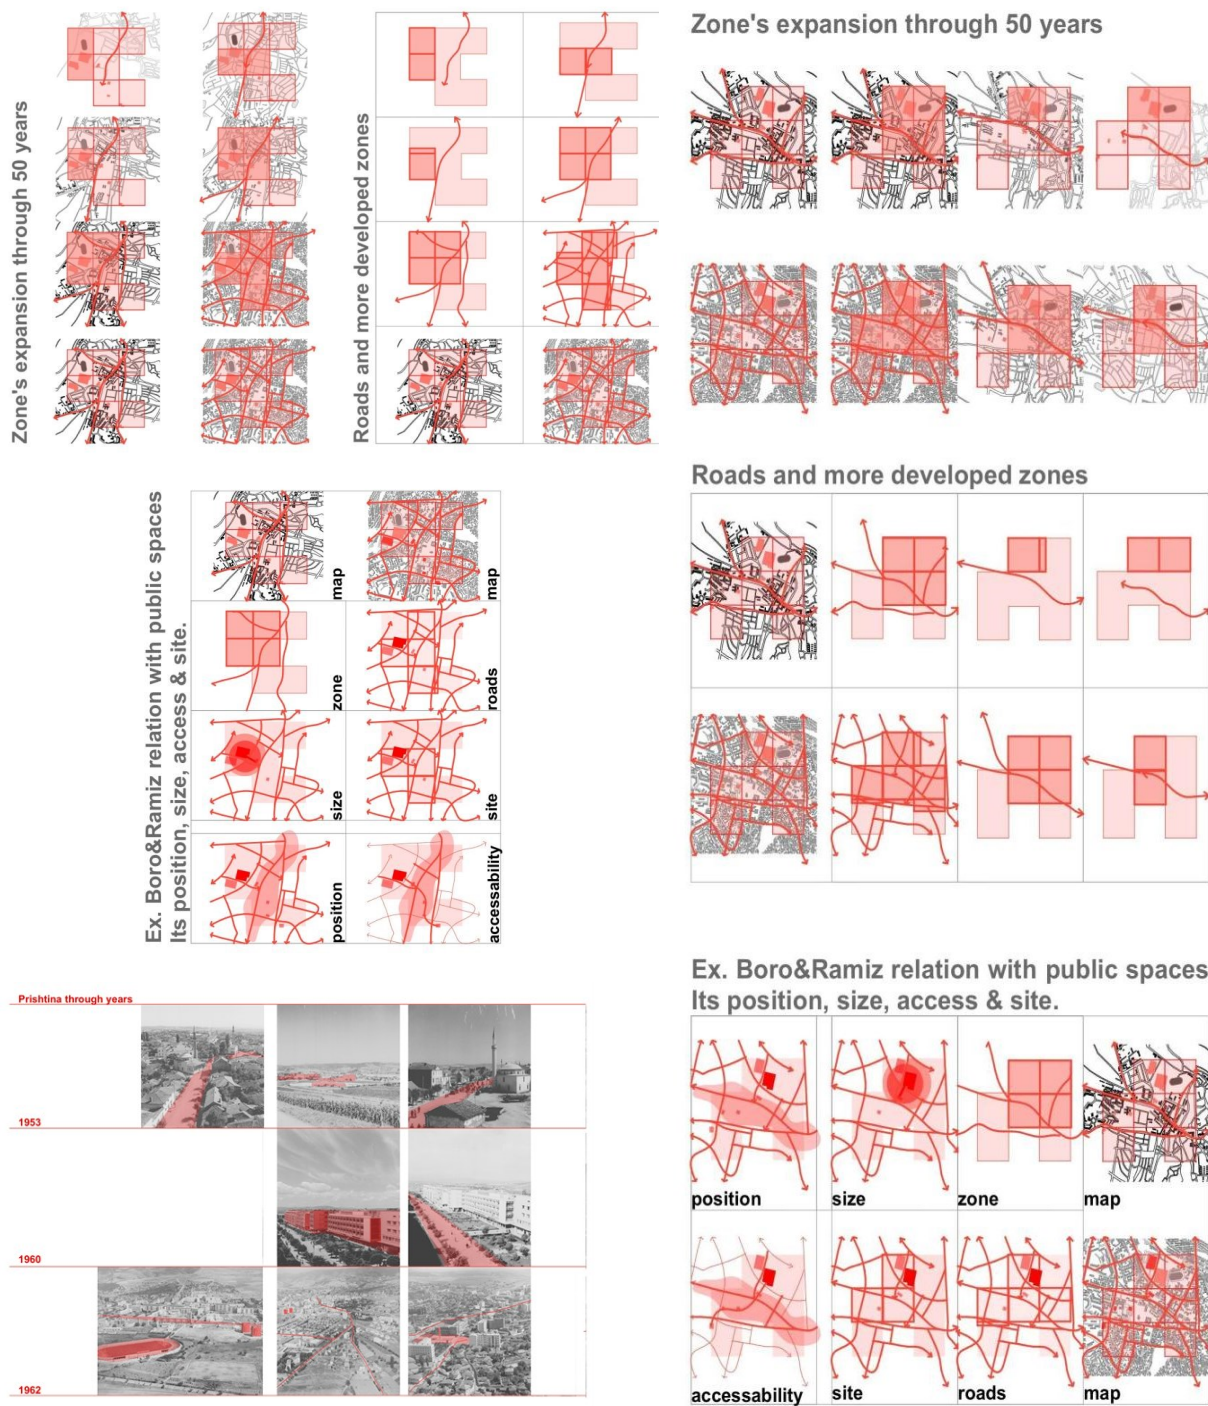 Zone's expansion through 50 years
Roads and more developed zones
Zone's expansion through 50 years
Roads and more developed zones
Ex. Boro&Ramiz relation with public spaces
Its position, size, access & site.
map
map
zone
roads
size
site
position
accessability
Prishtina through years
1953
1960
1962
Ex. Boro&Ramiz relation with public spaces
Its position, size, access & site.
position
size
zone
map
accessability
site
roads
map